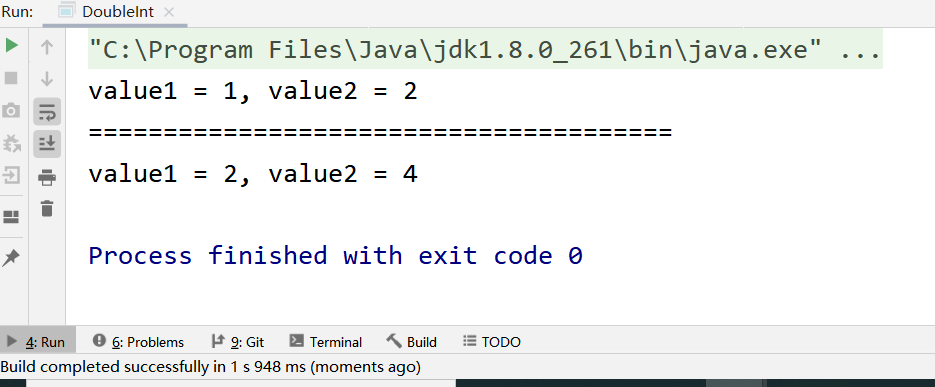 Run: DoubleInt
"C:\Program Files\Java\jdk1.8.0_261\bin\java.exe" ...
value1 = 1, value2 = 2
=======================================
value1 = 2, value2 = 4
Process finished with exit code 0
4: Run 6: Problems 9: Git Terminal Build TODO
Build completed successfully in 1 s 948 ms (moments ago)